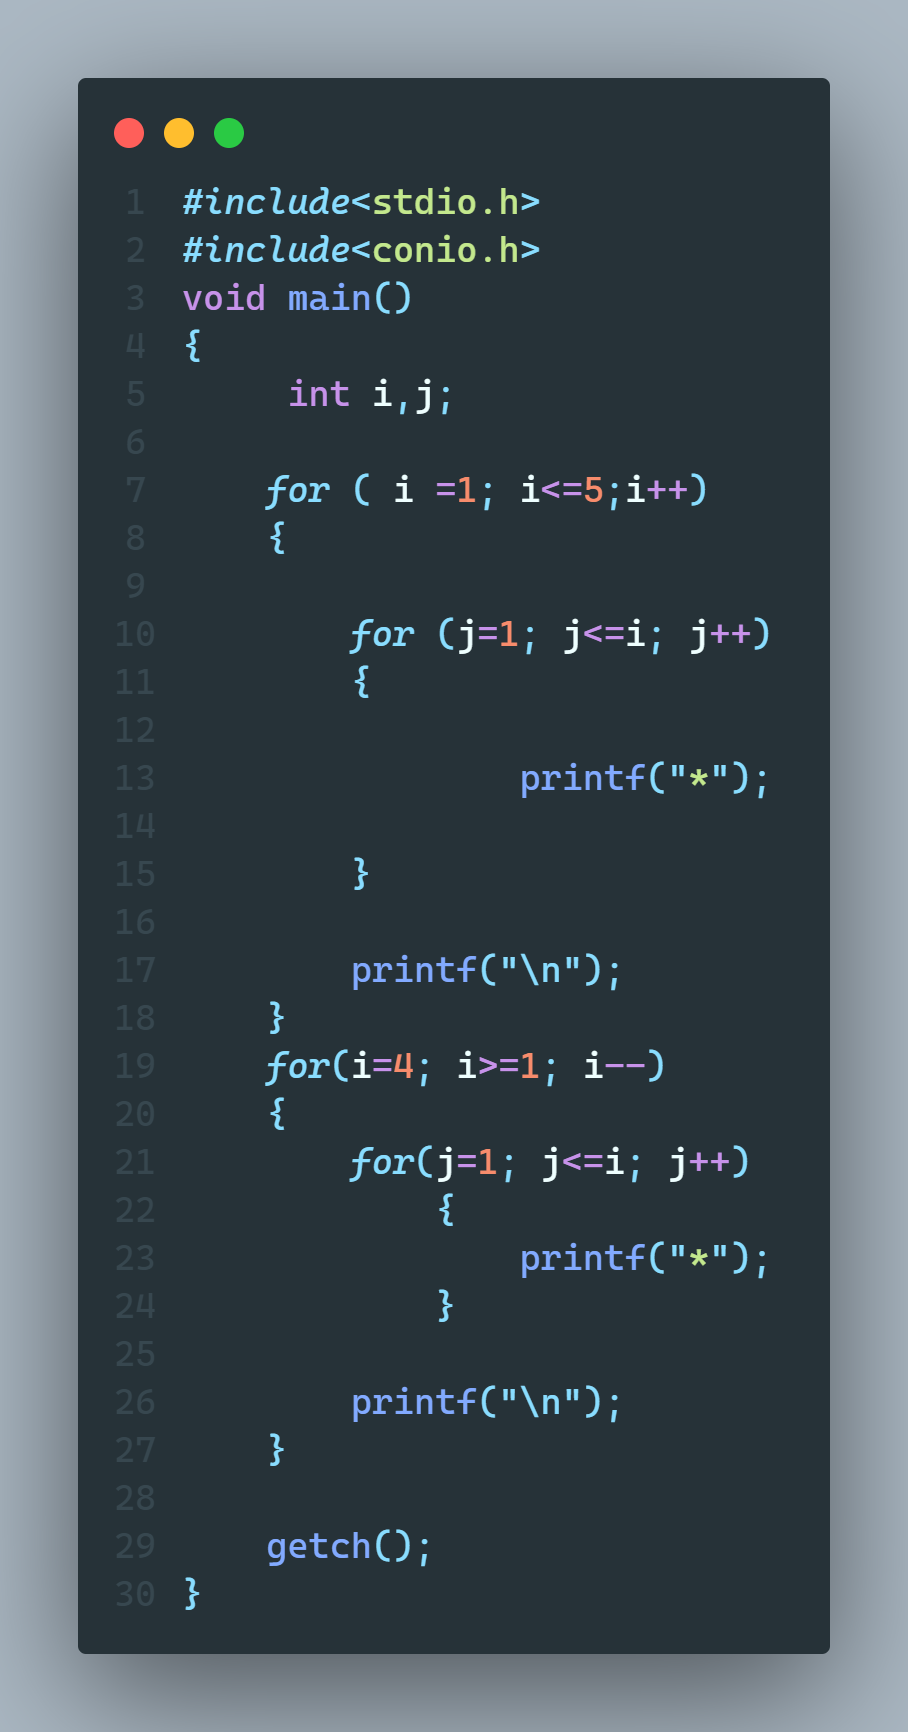 1 #include<stdio.h>
2 #include<conio.h>
3 void main()
4 {
5      int i,j;
6
7     for ( i =1; i<=5;i++)
8     {
9
10         for (j=1; j<=i; j++)
11         {
12
13                 printf("*");
14
15         }
16
17         printf("\n");
18     }
19     for(i=4; i>=1; i--)
20     {
21         for(j=1; j<=i; j++)
22             {
23                 printf("*");
24             }
25
26         printf("\n");
27     }
28
29     getch();
30 }